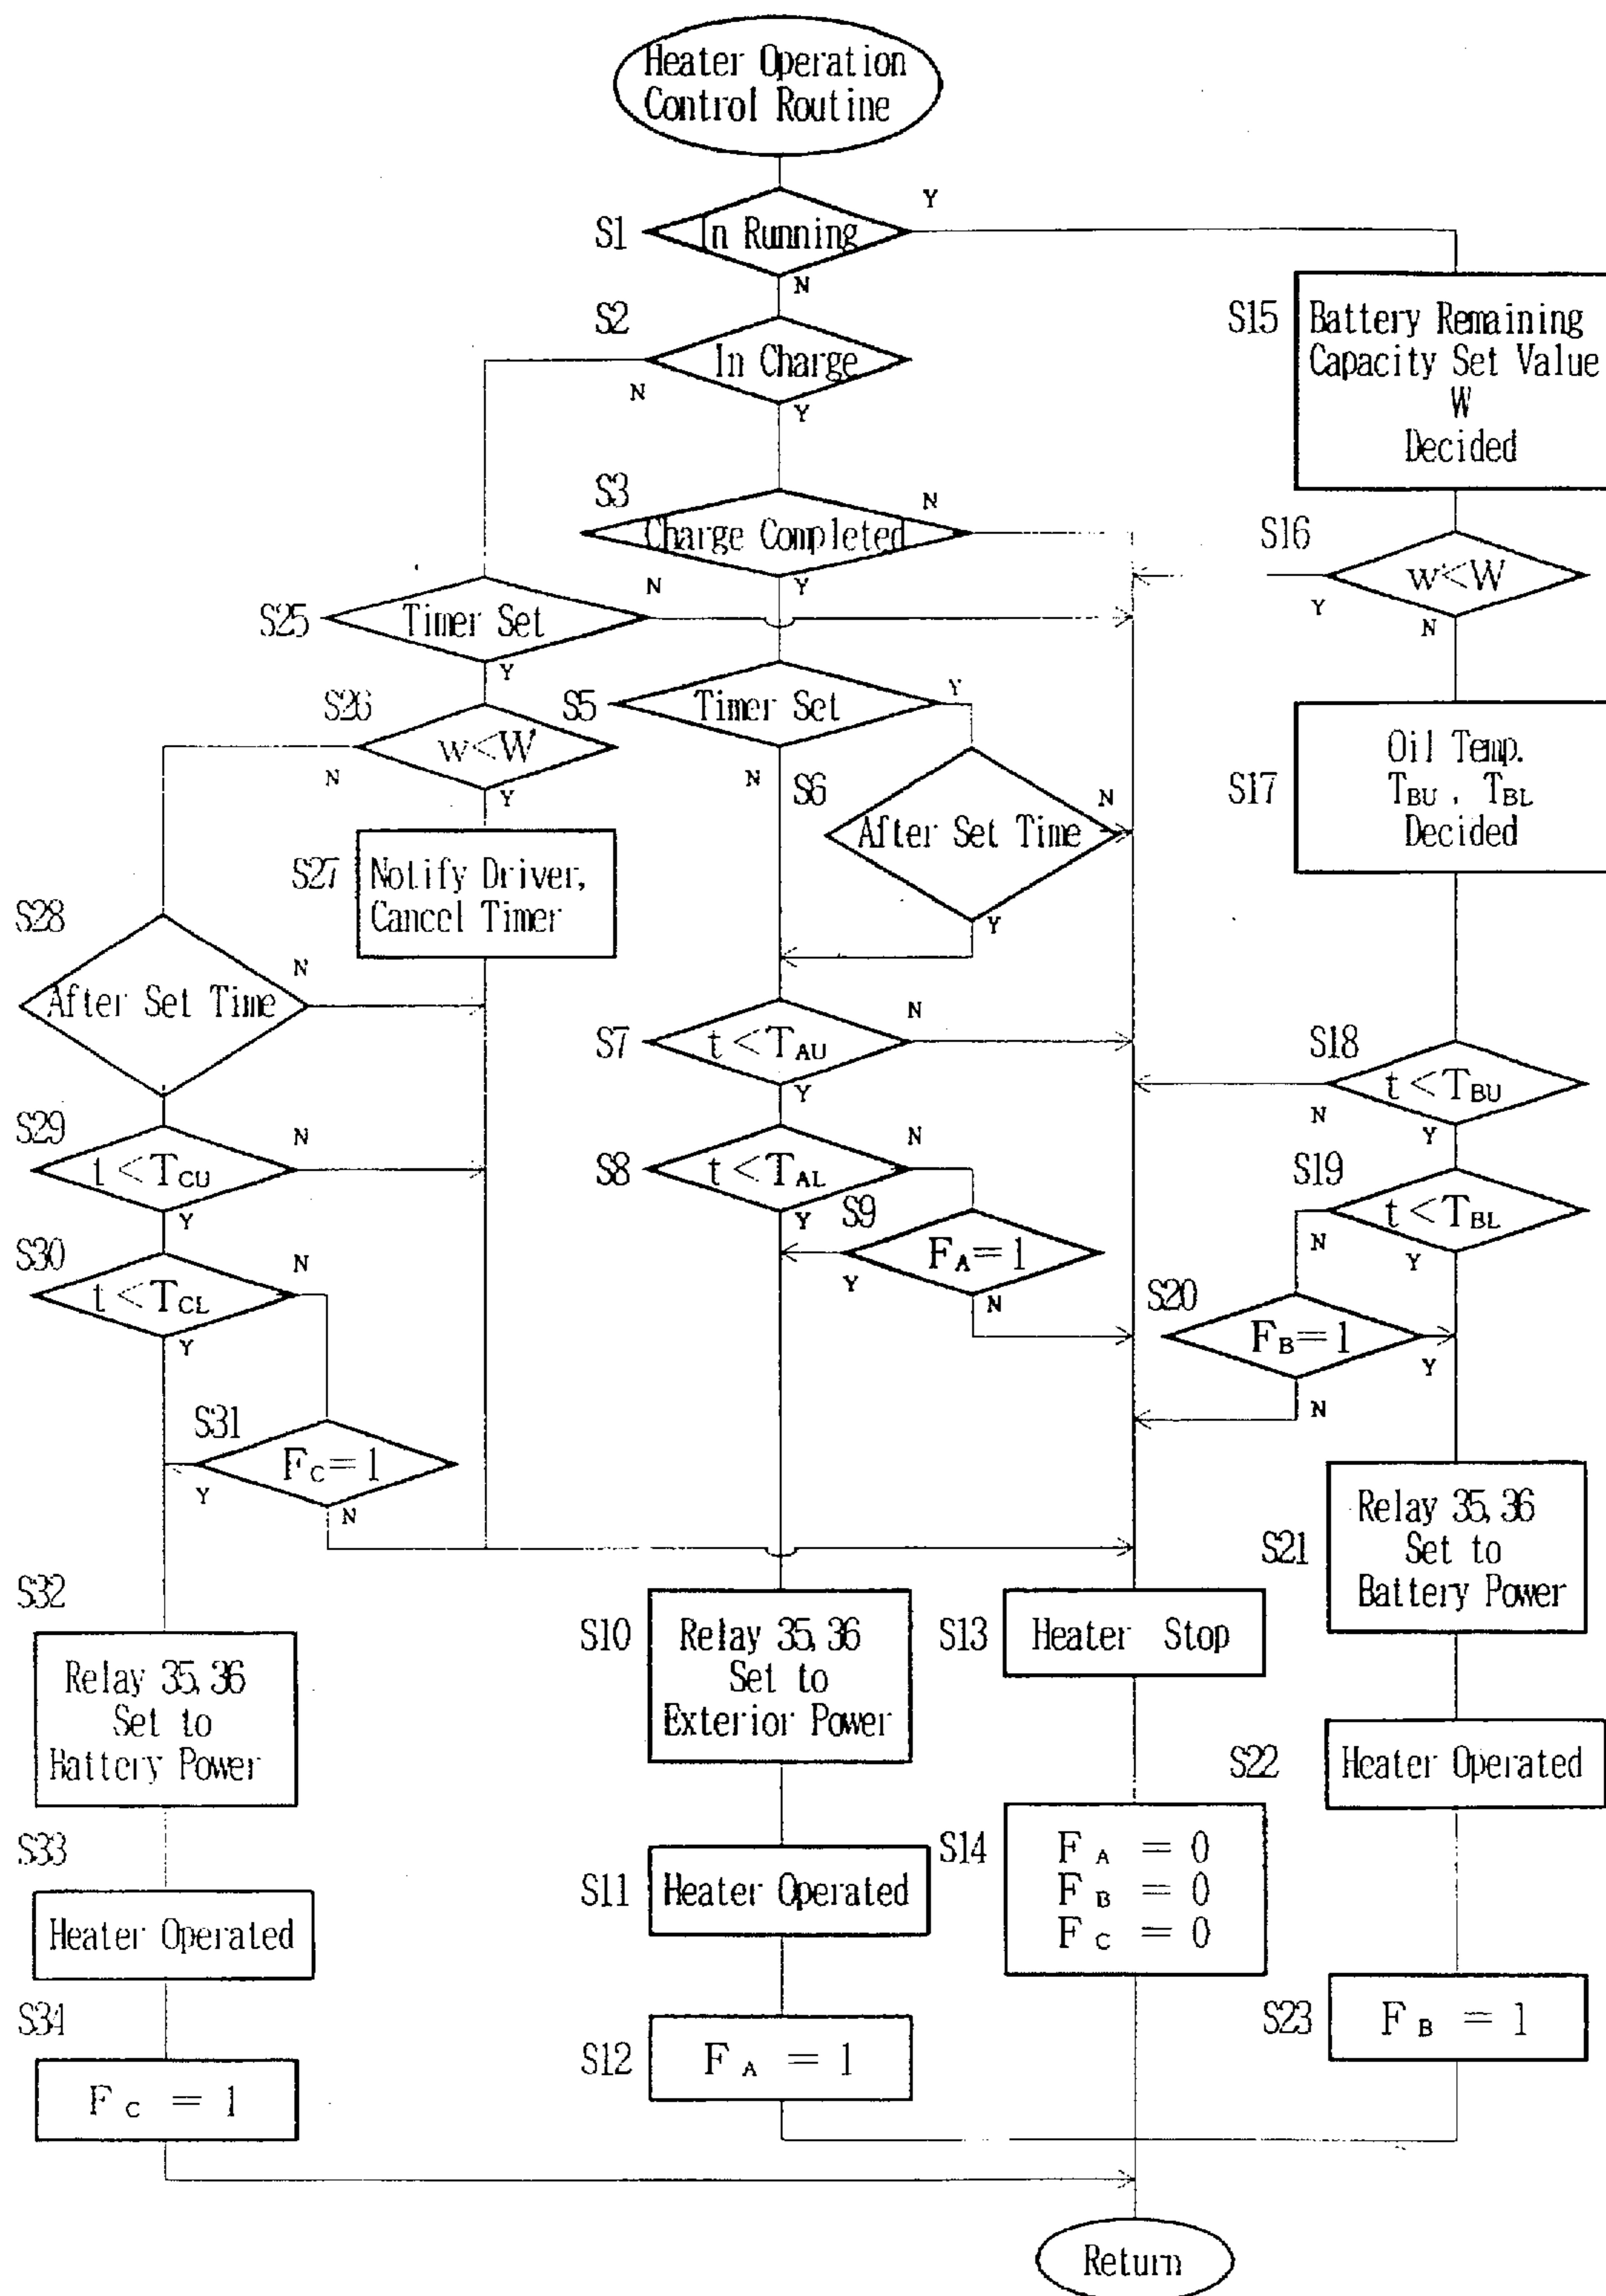 Heater Operation
Control Routine
Y
S1
In Running
N
S2
In Charge
N
Y
S15
Battery Remaining
Capacity Set Value
W
Decided
S3
N
Charge Completed
Y
S16
w<W
Y
N
S25
Timer Set
N
Y
S5
Timer Set
Y
N
S26
w<W
N
Y
S6
After Set Time
N
Y
S17
Oil Temp.
TBU , TBL
Decided
S27
Notify Driver,
Cancel Timer
S28
After Set Time
N
S7
t<TAU
N
Y
S18
t<TBU
N
Y
S29
t<TCU
N
Y
S8
t<TAL
N
Y
S9
FA=1
Y
N
S19
t<TBL
N
Y
S30
t<TCL
N
Y
S20
FB=1
Y
N
S31
FC=1
Y
N
S32
Relay 35,36
Set to
Battery Power
S10
Relay 35,36
Set to
Exterior Power
S13
Heater Stop
S21
Relay 35,36
Set to
Battery Power
S22
Heater Operated
S33
Heater Operated
S11
Heater Operated
S14
FA = 0
FB = 0
FC = 0
S34
FC = 1
S12
FA = 1
S23
FB = 1
Return